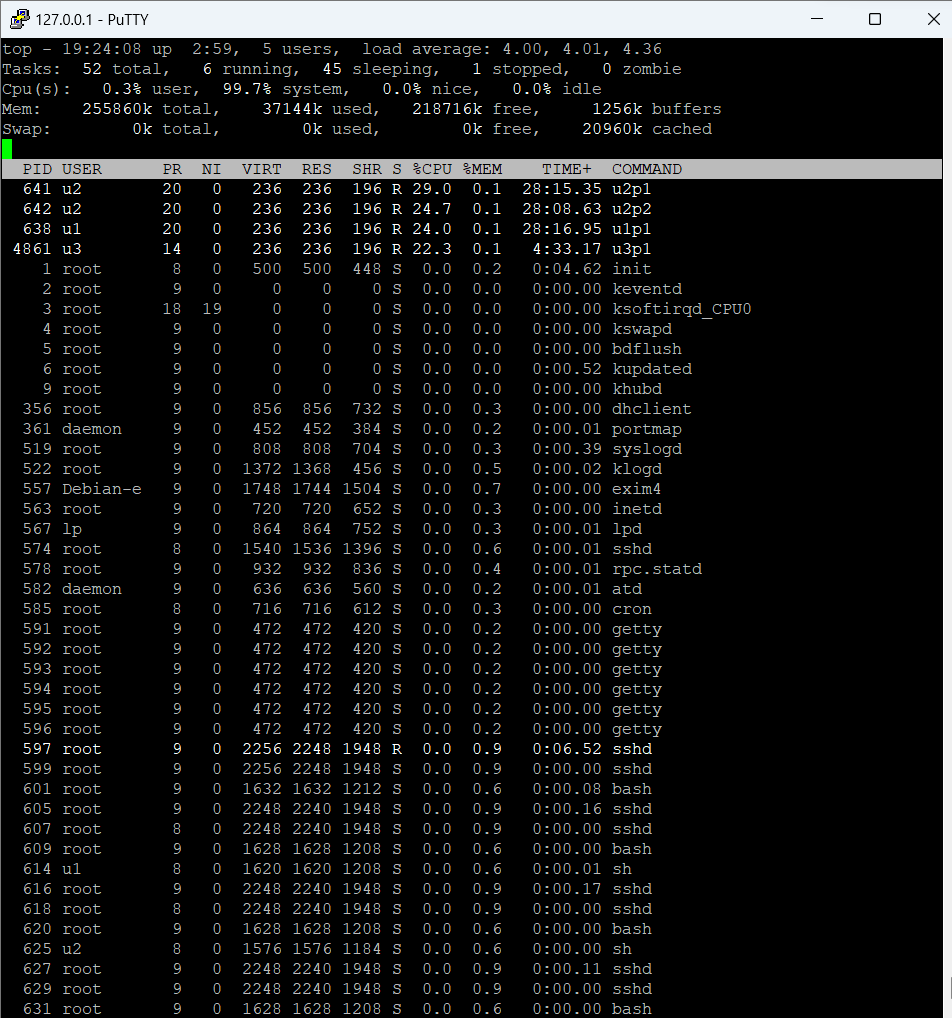 127.0.0.1 - PuTTY
top - 19:24:08 up  2:59,  5 users,  load average: 4.00, 4.01, 4.36
Tasks:  52 total,   6 running,  45 sleeping,   1 stopped,   0 zombie
Cpu(s):   0.3% user,  99.7% system,   0.0% nice,   0.0% idle
Mem:    255860k total,    37144k used,   218716k free,     1256k buffers
Swap:        0k total,        0k used,        0k free,    20960k cached
  PID USER      PR  NI  VIRT  RES  SHR S %CPU %MEM    TIME+  COMMAND
  641 u2        20   0   236  236  196 R 29.0  0.1  28:15.35 u2p1
  642 u2        20   0   236  236  196 R 24.7  0.1  28:08.63 u2p2
  638 u1        20   0   236  236  196 R 24.0  0.1  28:16.95 u1p1
 4861 u3        14   0   236  236  196 R 22.3  0.1   4:33.17 u3p1
    1 root       8   0   500  500  448 S  0.0  0.2   0:04.62 init
    2 root       9   0     0    0    0 S  0.0  0.0   0:00.00 keventd
    3 root      18  19     0    0    0 S  0.0  0.0   0:00.00 ksoftirqd_CPU0
    4 root       9   0     0    0    0 S  0.0  0.0   0:00.00 kswapd
    5 root       9   0     0    0    0 S  0.0  0.0   0:00.00 bdflush
    6 root       9   0     0    0    0 S  0.0  0.0   0:00.52 kupdated
    9 root       9   0     0    0    0 S  0.0  0.0   0:00.00 khubd
  356 root       9   0   856  856  732 S  0.0  0.3   0:00.00 dhclient
  361 daemon     9   0   452  452  384 S  0.0  0.2   0:00.01 portmap
  519 root       9   0   808  808  704 S  0.0  0.3   0:00.39 syslogd
  522 root       9   0  1372 1368  456 S  0.0  0.5   0:00.02 klogd
  557 Debian-e   9   0  1748 1744 1504 S  0.0  0.7   0:00.00 exim4
  563 root       9   0   720  720  652 S  0.0  0.3   0:00.00 inetd
  567 lp         9   0   864  864  752 S  0.0  0.3   0:00.01 lpd
  574 root       8   0  1540 1536 1396 S  0.0  0.6   0:00.01 sshd
  578 root       9   0   932  932  836 S  0.0  0.4   0:00.01 rpc.statd
  582 daemon     9   0   636  636  560 S  0.0  0.2   0:00.01 atd
  585 root       8   0   716  716  612 S  0.0  0.3   0:00.00 cron
  591 root       9   0   472  472  420 S  0.0  0.2   0:00.00 getty
  592 root       9   0   472  472  420 S  0.0  0.2   0:00.00 getty
  593 root       9   0   472  472  420 S  0.0  0.2   0:00.00 getty
  594 root       9   0   472  472  420 S  0.0  0.2   0:00.00 getty
  595 root       9   0   472  472  420 S  0.0  0.2   0:00.00 getty
  596 root       9   0   472  472  420 S  0.0  0.2   0:00.00 getty
  597 root       9   0  2256 2248 1948 R  0.0  0.9   0:06.52 sshd
  599 root       9   0  2256 2248 1948 S  0.0  0.9   0:00.00 sshd
  601 root       9   0  1632 1632 1212 S  0.0  0.6   0:00.08 bash
  605 root       9   0  2248 2240 1948 S  0.0  0.9   0:00.16 sshd
  607 root       8   0  2248 2240 1948 S  0.0  0.9   0:00.00 sshd
  609 root       9   0  1628 1628 1208 S  0.0  0.6   0:00.00 bash
  614 u1         8   0  1620 1620 1208 S  0.0  0.6   0:00.01 sh
  616 root       9   0  2248 2240 1948 S  0.0  0.9   0:00.17 sshd
  618 root       8   0  2248 2240 1948 S  0.0  0.9   0:00.00 sshd
  620 root       9   0  1628 1628 1208 S  0.0  0.6   0:00.00 bash
  625 u2         8   0  1576 1576 1184 S  0.0  0.6   0:00.00 sh
  627 root       9   0  2248 2240 1948 S  0.0  0.9   0:00.11 sshd
  629 root       9   0  2248 2240 1948 S  0.0  0.9   0:00.00 sshd
  631 root       9   0  1628 1628 1208 S  0.0  0.6   0:00.00 bash